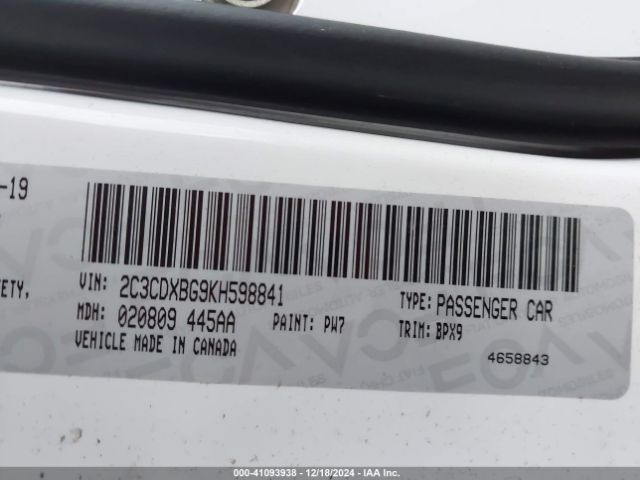 -19
ETY,
VIN: 2C3CDXBG9KH598841
TYPE: PASSENGER CAR
MDH: 020809 445AA
PAINT: PW7
TRIM: BPX9
VEHICLE MADE IN CANADA
4658843
000-41093938 - 12/18/2024 - IAA Inc.